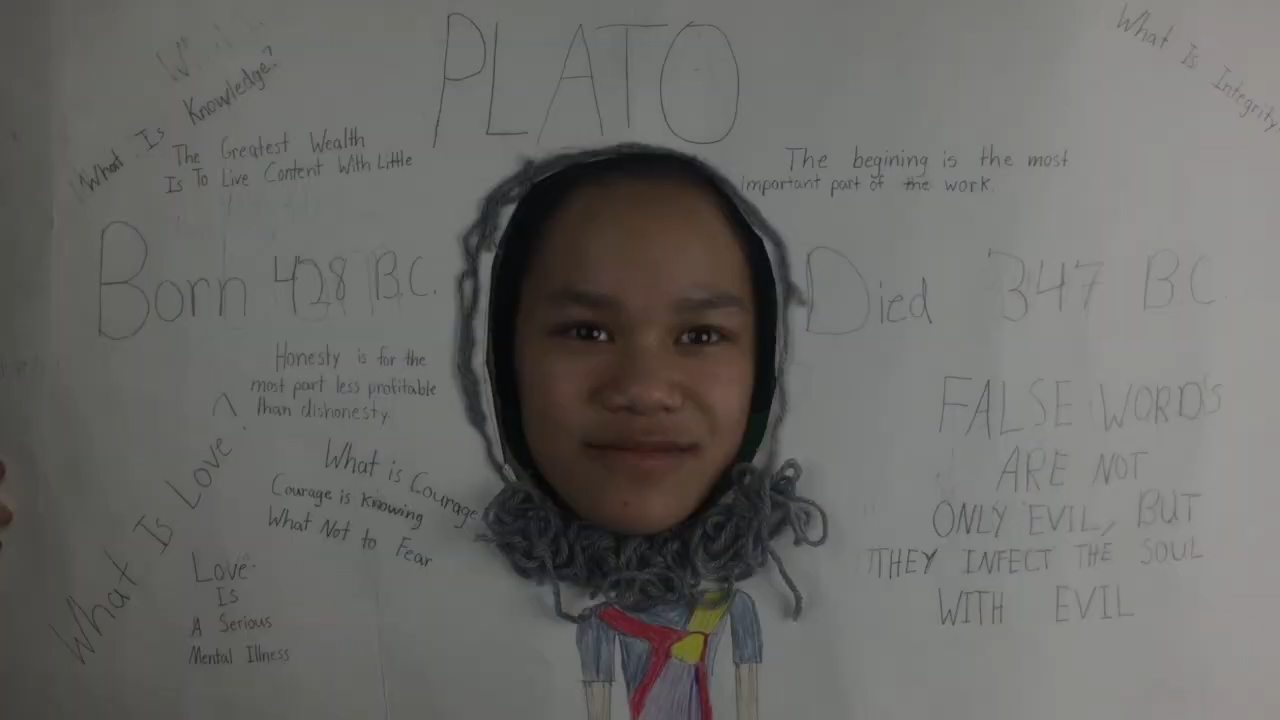 PLATO
What Is Knowledge?
The Greatest Wealth
Is To Live Content With Little
What Is Integrity
The begining is the most
important part of the work.
Born 428 B.C.
Died 347 B.C.
Honesty is for the
most part less profitable
than dishonesty.
What is Courage
Courage is knowing
What Not to Fear
What Is Love?
Love
Is
A Serious
Mental Illness
FALSE WORD'S
ARE NOT
ONLY EVIL, BUT
THEY INFECT THE SOUL
WITH EVIL